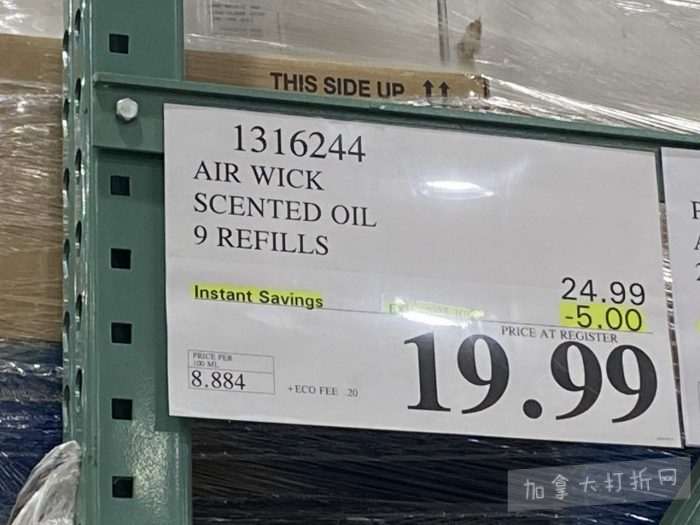 THIS SIDE UP
1316244
AIR WICK
SCENTED OIL
9 REFILLS
24.99
Instant Savings
-5.00
PRICE AT REGISTER
19.99
PRICE PER
100 ML
8.884
+ECO FEE .20
加拿大打折网